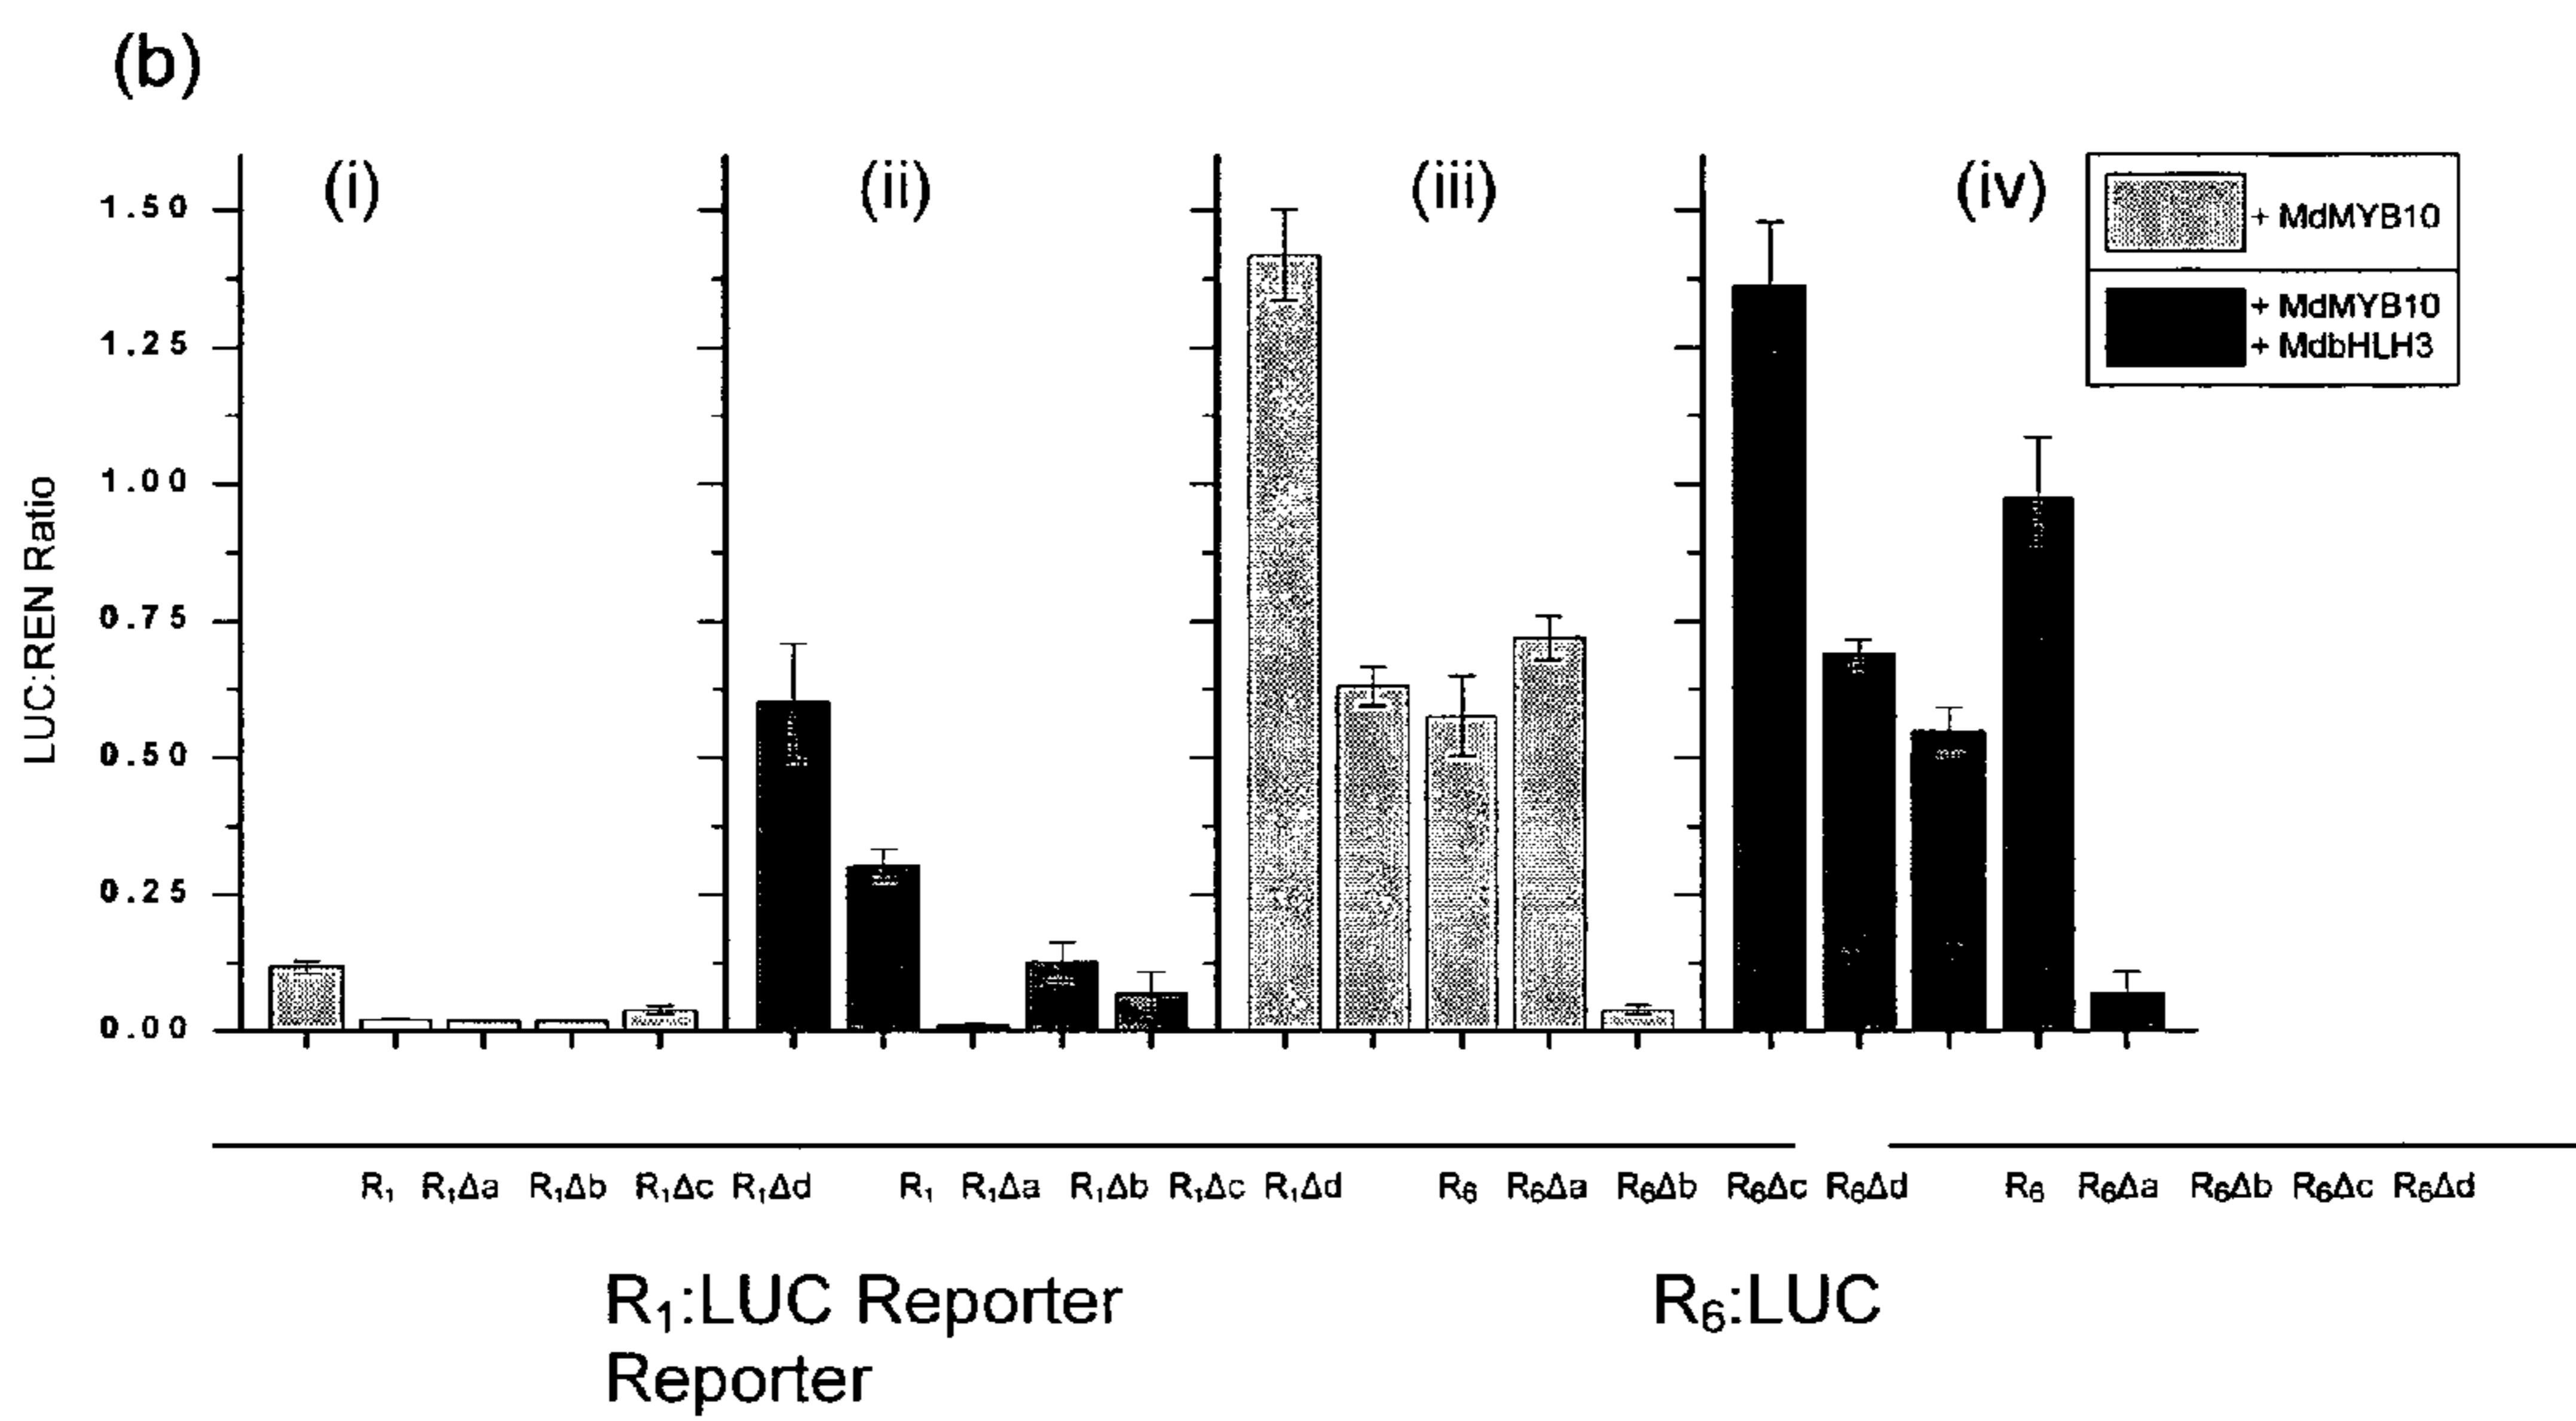 (b)
(i) (ii) (iii) (iv)
+ MdMYB10
+ MdMYB10
+ MdbHLH3
LUC:REN Ratio
1.50
1.25
1.00
0.75
0.50
0.25
0.00
R₁ R₁Δa R₁Δb R₁Δc R₁Δd R₁ R₁Δa R₁Δb R₁Δc R₁Δd R₆ R₆Δa R₆Δb R₆Δc R₆Δd R₆ R₆Δa R₆Δb R₆Δc R₆Δd
R₁:LUC Reporter R₆:LUC
Reporter